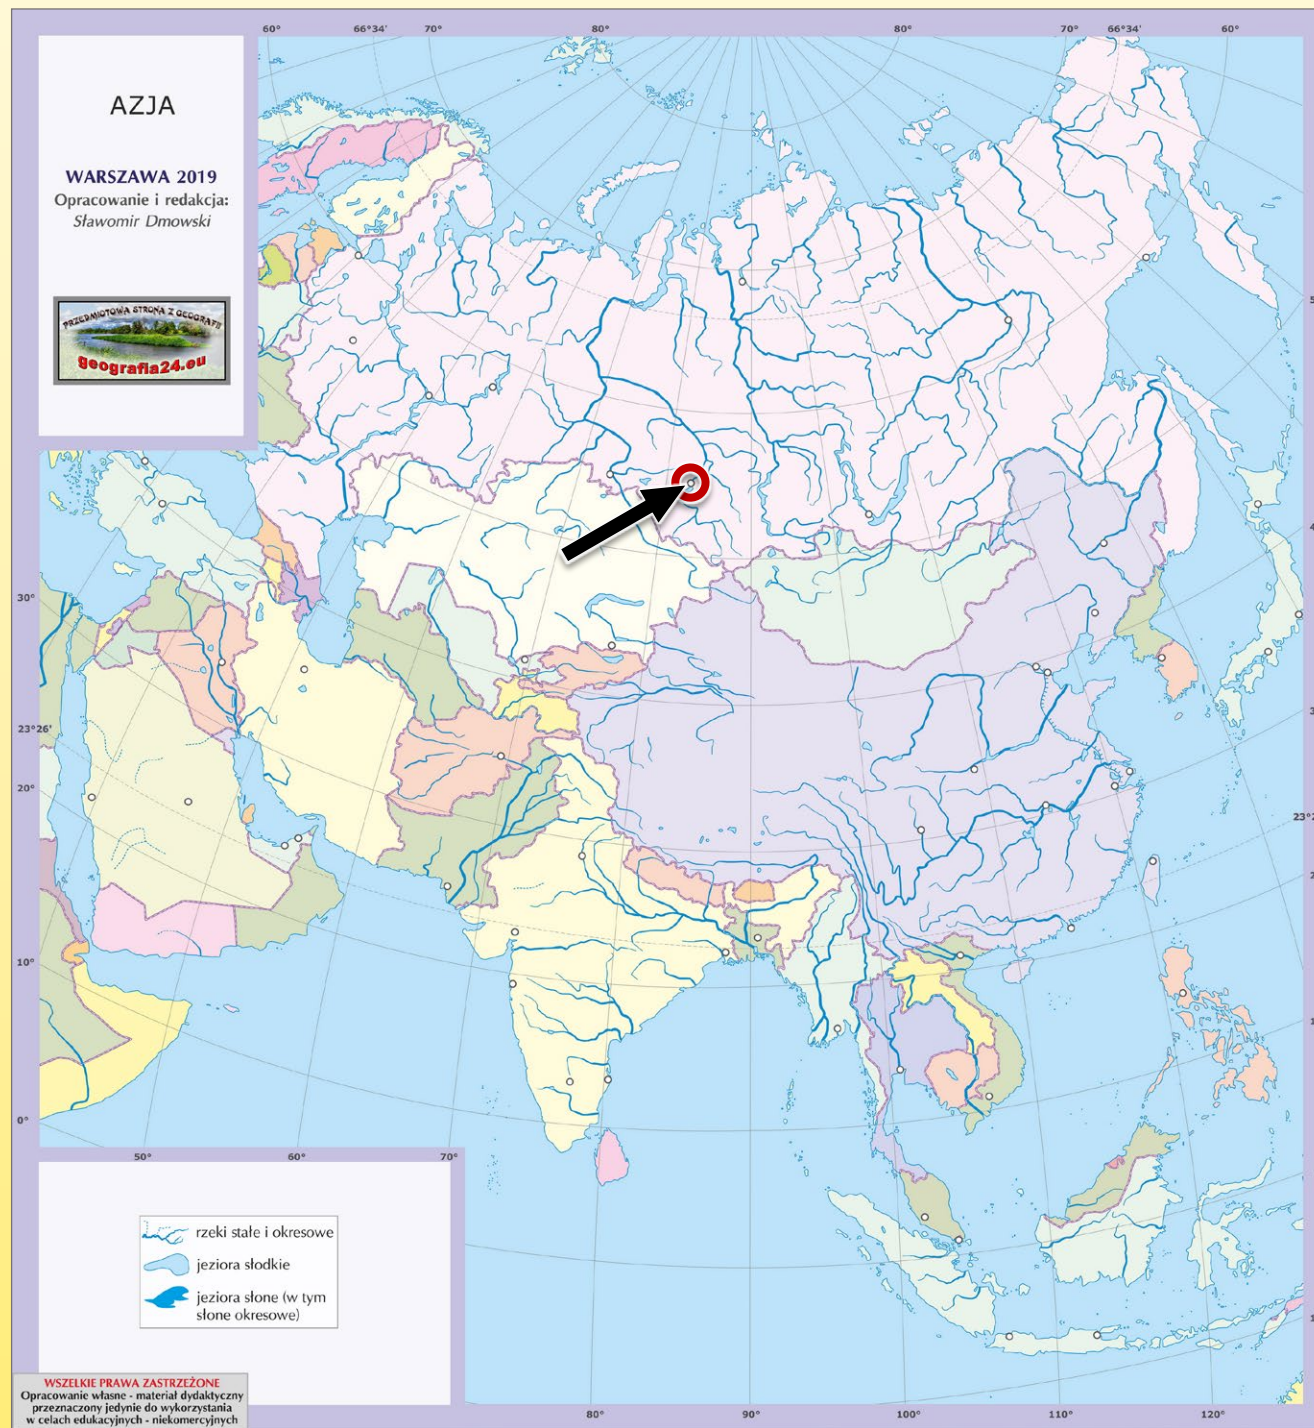 60°
66°34'
70°
80°
80°
70°
66°34'
60°
AZJA
WARSZAWA 2019
Opracowanie i redakcja:
Sławomir Dmowski
PRZEDMIOTOWA STRONA Z GEOGRAFII
geografia24.eu
30°
23°26'
20°
10°
0°
50°
60°
70°
rzeki stałe i okresowe
jeziora słodkie
jeziora słone (w tym
słone okresowe)
WSZELKIE PRAWA ZASTRZEŻONE
Opracowanie własne - materiał dydaktyczny
przeznaczony jedynie do wykorzystania
w celach edukacyjnych - niekomercyjnych
80°
90°
100°
110°
120°